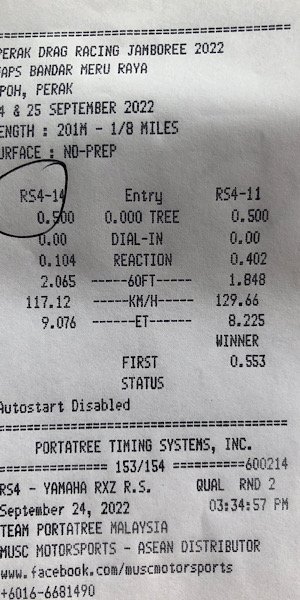 PERAK DRAG RACING JAMBOREE 2022
APS BANDAR MERU RAYA
POH, PERAK
4 & 25 SEPTEMBER 2022
ENGTH : 201M - 1/8 MILES
URFACE : NO-PREP
RS4-14 Entry RS4-11
0.500 0.000 TREE 0.500
0.00 DIAL-IN 0.00
0.104 REACTION 0.402
2.065 ------60FT----- 1.848
117.12 -----KM/H----- 129.66
9.076 ------ET------ 8.225
WINNER
FIRST 0.553
STATUS
Autostart Disabled
PORTATREE TIMING SYSTEMS, INC.
================ 153/154 ==========600214
RS4 - YAMAHA RXZ R.S. QUAL RND 2
September 24, 2022 03:34:57 PM
TEAM PORTATREE MALAYSIA
MUSC MOTORSPORTS - ASEAN DISTRIBUTOR
www.facebook.com/muscmotorsports
+6016-6681490